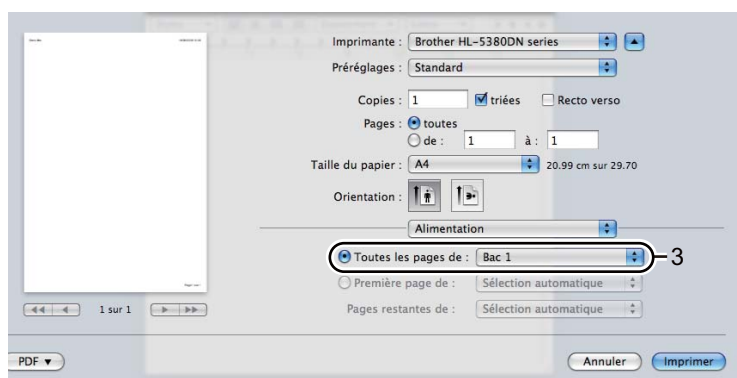 Imprimante : Brother HL-5380DN series
Préréglages : Standard
Copies : 1 triées Recto verso
Pages : toutes
de : 1 à : 1
Taille du papier : A4 20.99 cm sur 29.70
Orientation :
Alimentation
Toutes les pages de : Bac 1 3
Première page de : Sélection automatique
Pages restantes de : Sélection automatique
1 sur 1
PDF Annuler Imprimer